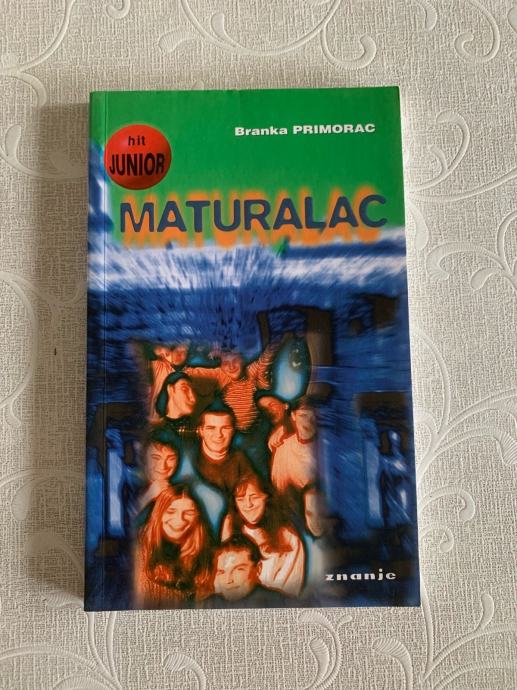 Branka PRIMORAC
hit
JUNIOR
MATURALAC
znanje